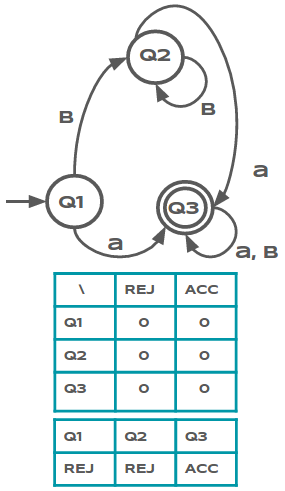 Q2
B
B
a
Q1
Q3
a
a, B
\ REJ ACC
Q1 0 0
Q2 0 0
Q3 0 0
Q1 Q2 Q3
REJ REJ ACC